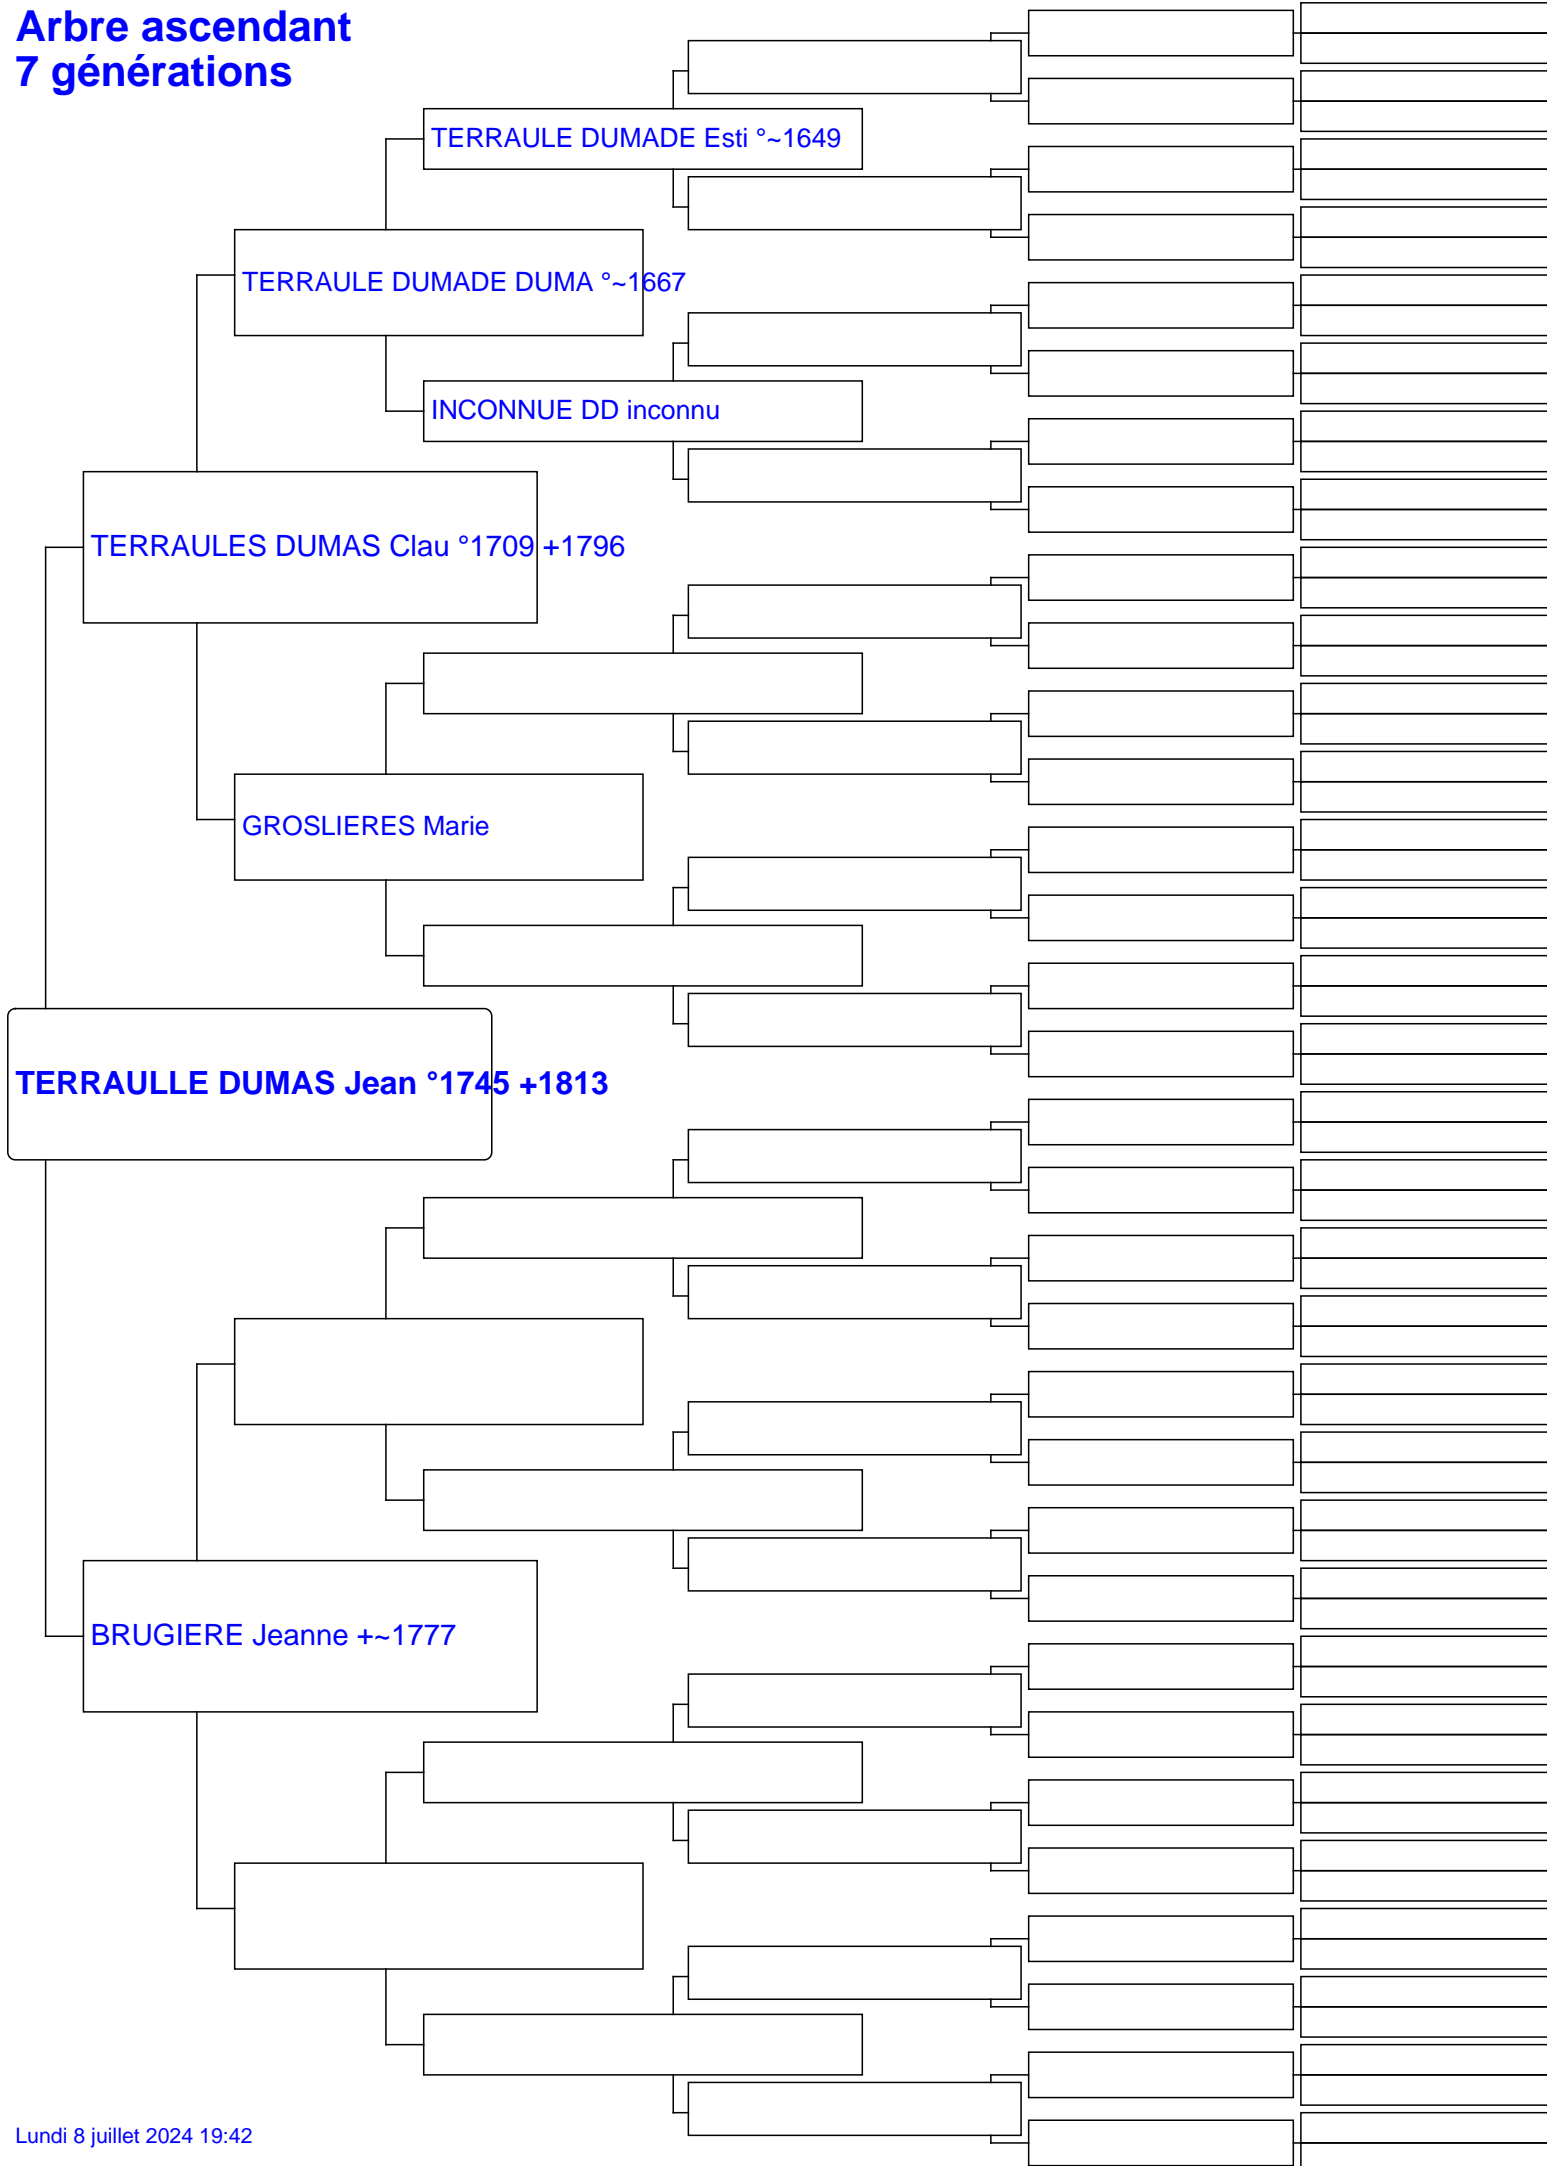 Arbre ascendant
7 générations
TERRAULE DUMADE Esti °~1649
TERRAULE DUMADE DUMA °~1667
INCONNUE DD inconnu
TERRAULES DUMAS Clau °1709 +1796
GROSLIERES Marie
TERRAULLE DUMAS Jean °1745 +1813
BRUGIERE Jeanne +~1777
Lundi 8 juillet 2024 19:42